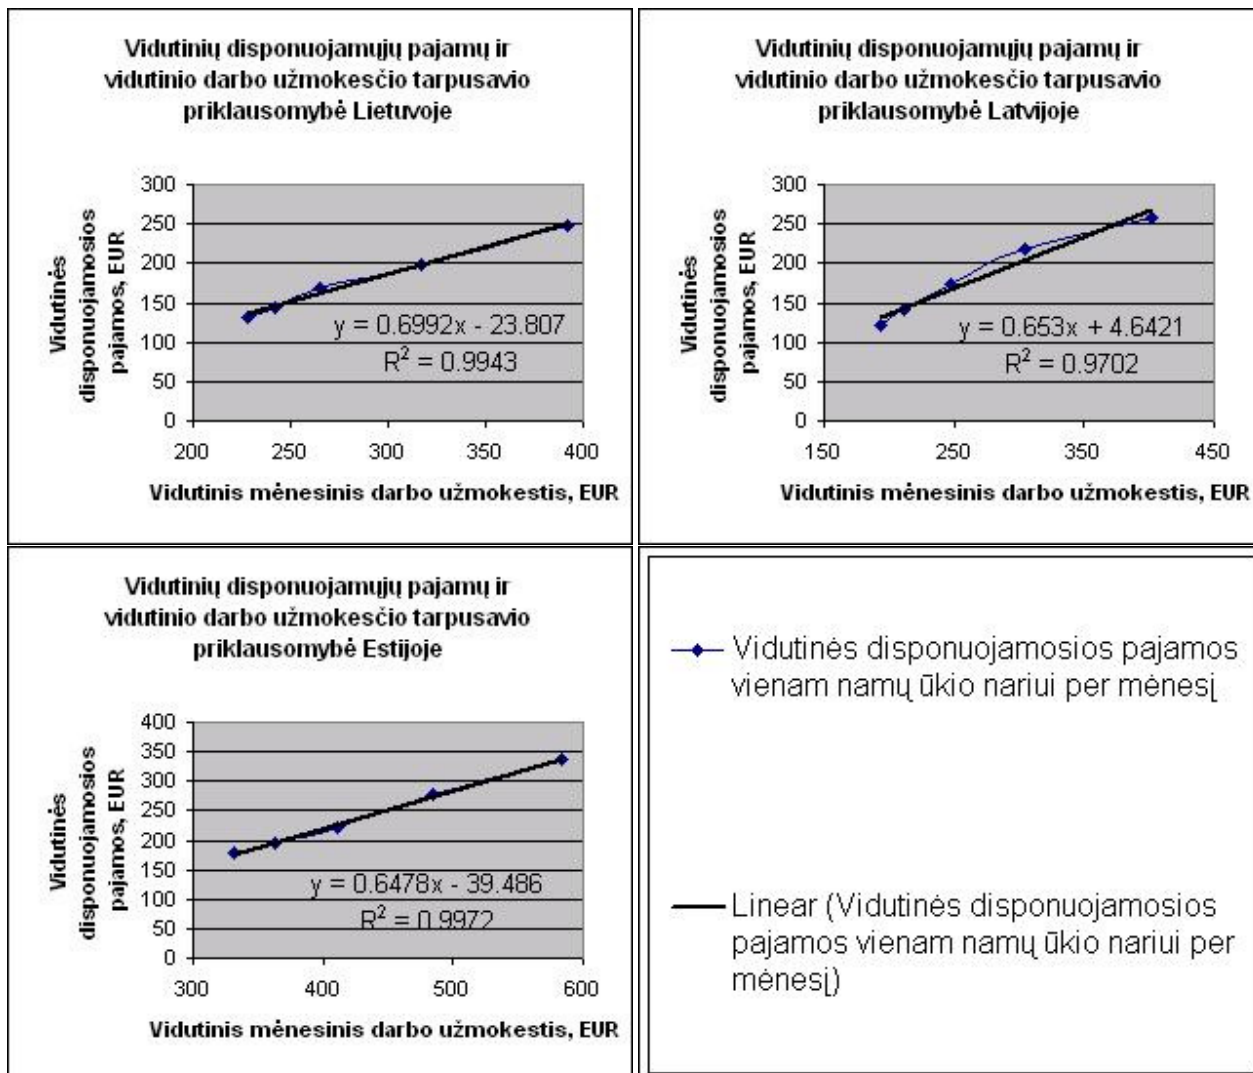 Vidutinių disponuojamųjų pajamų ir
vidutinio darbo užmokesčio tarpusavio
priklausomybė Lietuvoje
Vidutinės
disponuojamosios
pajamos, EUR
300
250
200
150
100
50
0
y = 0.6992x - 23.807
R² = 0.9943
200 250 300 350 400
Vidutinis mėnesinis darbo užmokestis, EUR
Vidutinių disponuojamųjų pajamų ir
vidutinio darbo užmokesčio tarpusavio
priklausomybė Latvijoje
Vidutinės
disponuojamosios
pajamos, EUR
300
250
200
150
100
50
0
y = 0.653x + 4.6421
R² = 0.9702
150 250 350 450
Vidutinis mėnesinis darbo užmokestis, EUR
Vidutinių disponuojamųjų pajamų ir
vidutinio darbo užmokesčio tarpusavio
priklausomybė Estijoje
Vidutinės
disponuojamosios
pajamos, EUR
400
350
300
250
200
150
100
50
0
y = 0.6478x - 39.486
R² = 0.9972
300 400 500 600
Vidutinis mėnesinis darbo užmokestis, EUR
Vidutinės disponuojamosios pajamos
vienam namų ūkio nariui per mėnesį
Linear (Vidutinės disponuojamosios
pajamos vienam namų ūkio nariui per
mėnesį)